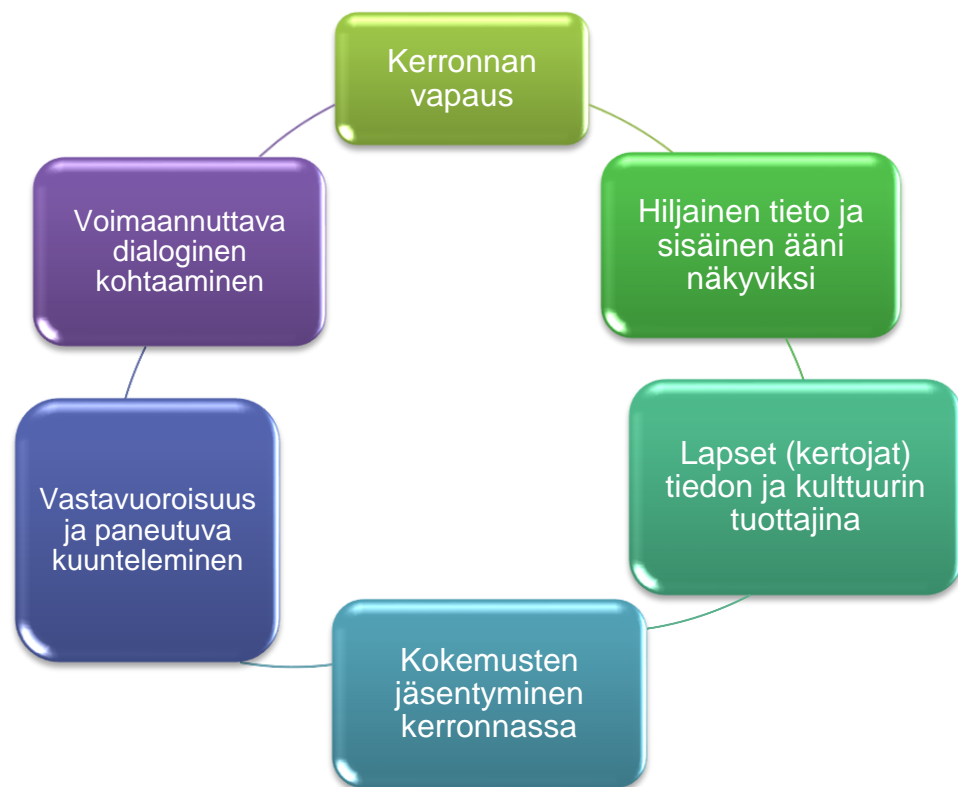 Kerronnan
vapaus
Hiljainen tieto ja
sisäinen ääni
näkyviksi
Lapset (kertojat)
tiedon ja kulttuurin
tuottajina
Kokemusten
jäsentyminen
kerronnassa
Vastavuoroisuus
ja paneutuva
kuunteleminen
Voimaannuttava
dialoginen
kohtaaminen